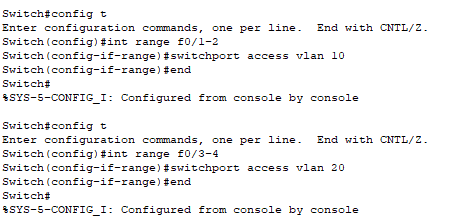 Switch#config t
Enter configuration commands, one per line.  End with CNTL/Z.
Switch(config)#int range f0/1-2
Switch(config-if-range)#switchport access vlan 10
Switch(config-if-range)#end
Switch#
%SYS-5-CONFIG_I: Configured from console by console

Switch#config t
Enter configuration commands, one per line.  End with CNTL/Z.
Switch(config)#int range f0/3-4
Switch(config-if-range)#switchport access vlan 20
Switch(config-if-range)#end
Switch#
%SYS-5-CONFIG_I: Configured from console by console